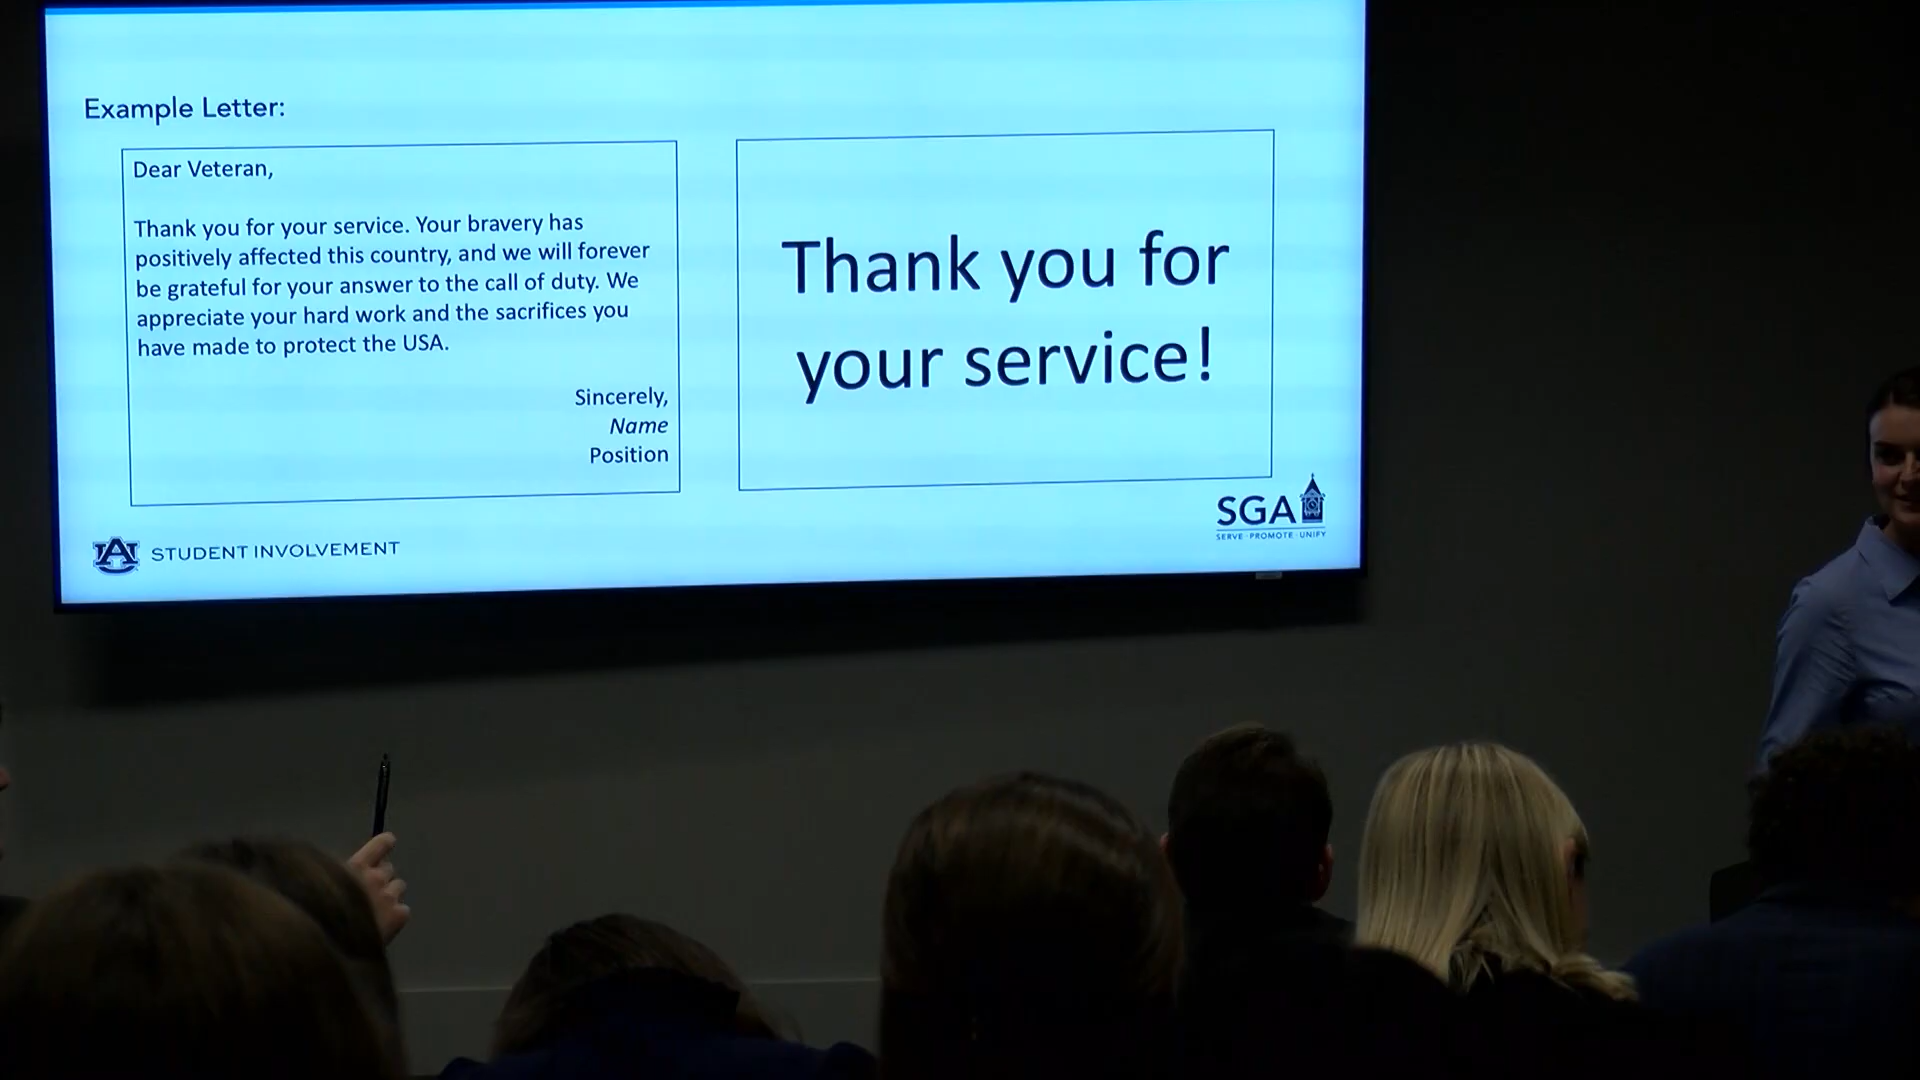 Example Letter:
Dear Veteran,
Thank you for your service. Your bravery has
positively affected this country, and we will forever
be grateful for your answer to the call of duty. We
appreciate your hard work and the sacrifices you
have made to protect the USA.
Sincerely,
Name
Position
Thank you for
your service!
AU STUDENT INVOLVEMENT
SGA
SERVE · PROMOTE · UNIFY